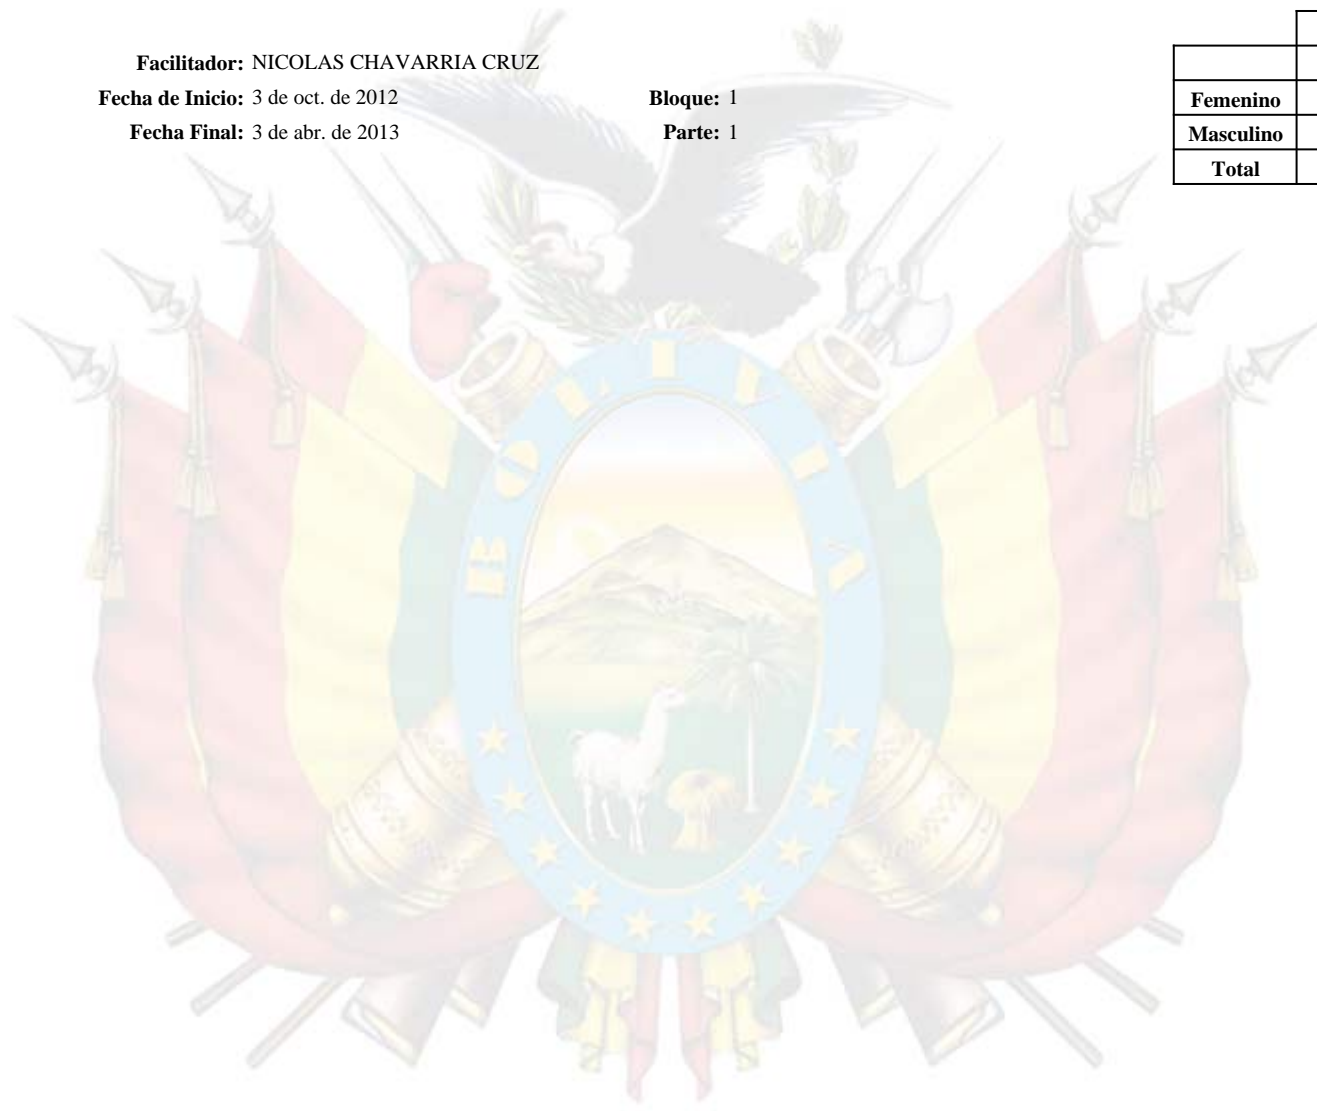 Facilitador: NICOLAS CHAVARRIA CRUZ
Fecha de Inicio: 3 de oct. de 2012 Bloque: 1
Fecha Final: 3 de abr. de 2013 Parte: 1
Femenino
Masculino
Total
BOLIVIA